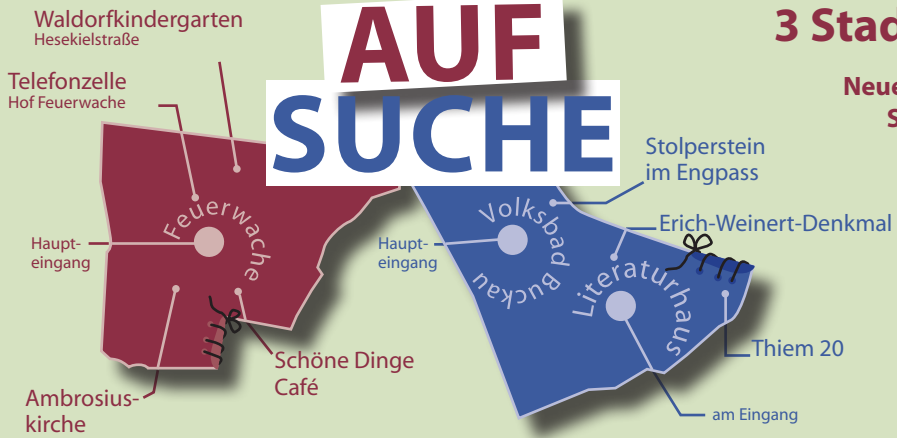 AUF
SUCHE
3 Stad
Neue
S
Waldorfkindergarten
Hesekielstraße
Telefonzelle
Hof Feuerwache
Feuerwache
Haupt-
eingang
Ambrosius-
kirche
Schöne Dinge
Café
Stolperstein
im Engpass
Volksbad Buckau
Haupt-
eingang
Erich-Weinert-Denkmal
Literaturhaus
Thiem 20
am Eingang